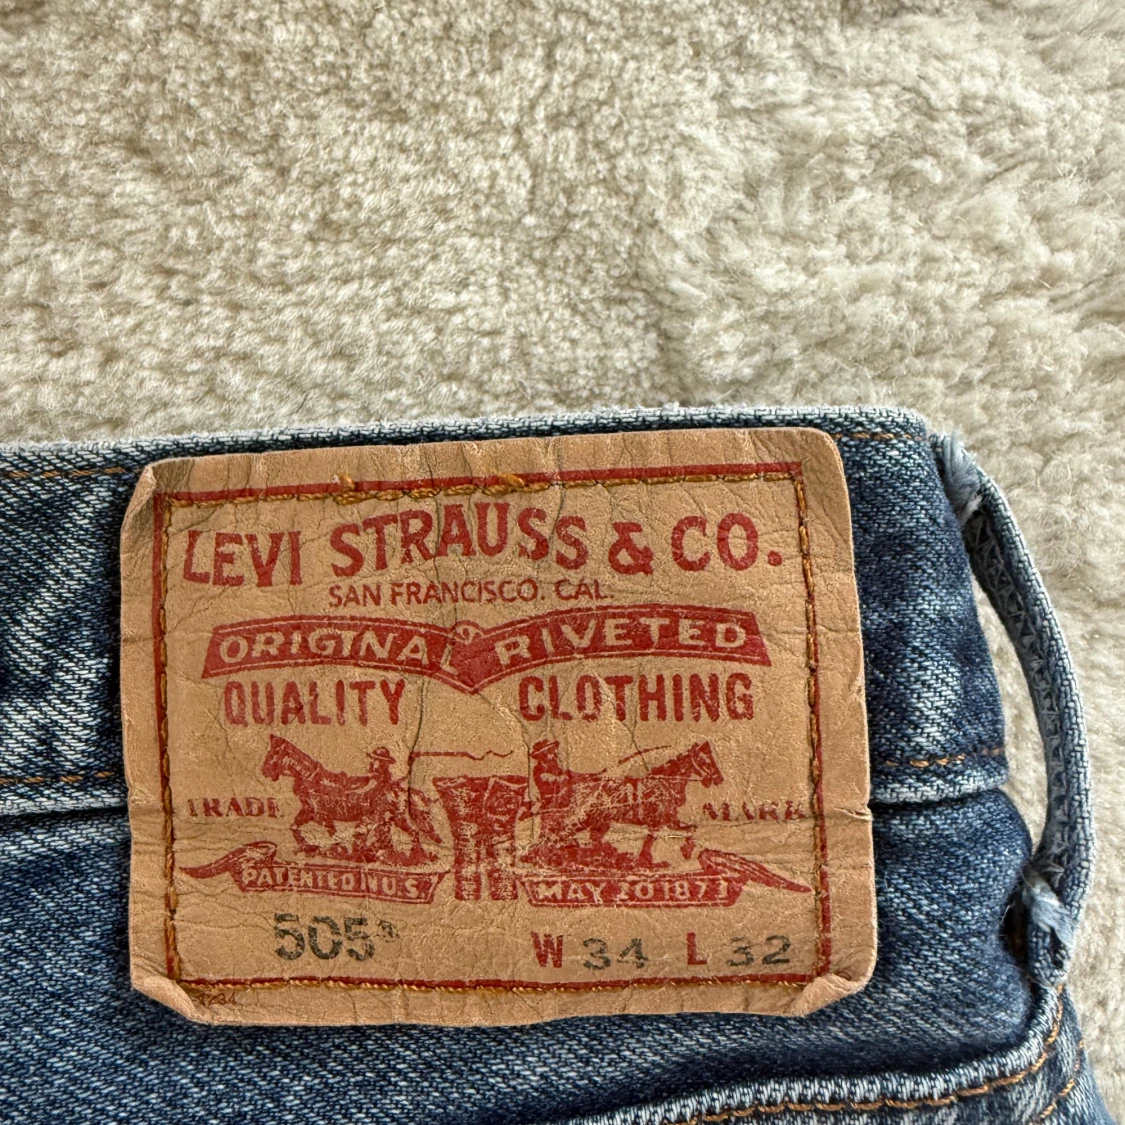 LEVI STRAUSS & CO.
SAN FRANCISCO. CAL.
ORIGINAL RIVETED
QUALITY CLOTHING
TRADE MARK
PATENTED IN U.S. MAY 20 1873
505® W 34 L 32